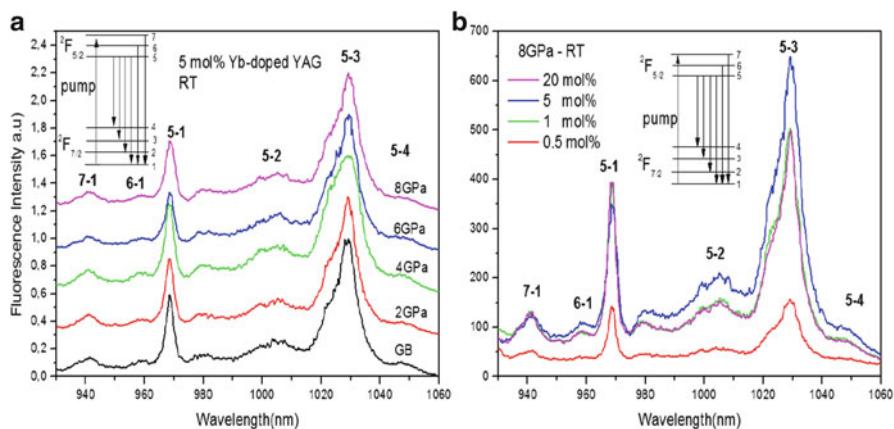 a
2,4
2,2
2,0
1,8
1,6
1,4
1,2
1,0
0,8
0,6
0,4
0,2
0,0
Fluorescence Intensity a.u)
²F5⁄2
7
6
5
pump
²F7⁄2
4
3
2
1
5 mol% Yb-doped YAG
RT
5-3
5-1
5-2
5-4
7-1
6-1
8GPa
6GPa
4GPa
2GPa
GB
940 960 980 1000 1020 1040 1060
Wavelength(nm)
b
700
600
500
400
300
200
150
100
50
0
8GPa - RT
20 mol%
5 mol%
1 mol%
0.5 mol%
²F5⁄2
7
6
5
pump
²F7⁄2
4
3
2
1
5-3
5-1
5-2
5-4
7-1
6-1
940 960 980 1000 1020 1040 1060
Wavelength(nm)